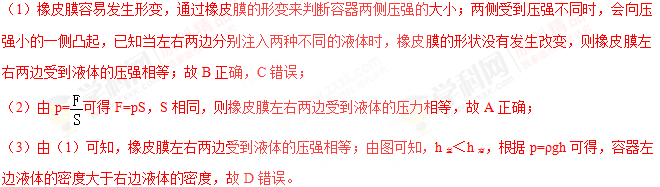 （1）橡皮膜容易发生形变，通过橡皮膜的形变来判断容器两侧压强的大小；两侧受到压强不同时，会向压
强小的一侧凸起，已知当左右两边分别注入两种不同的液体时，橡皮膜的形状没有发生改变，则橡皮膜左
右两边受到液体的压强相等；故 B 正确，C 错误；
（2）由 p=F/S可得 F=pS，S 相同，则橡皮膜左右两边受到液体的压力相等，故 A 正确；
（3）由（1）可知，橡皮膜左右两边受到液体的压强相等；由图可知，h 左＜h 右，根据 p=ρgh 可得，容器左
边液体的密度大于右边液体的密度，故 D 错误。